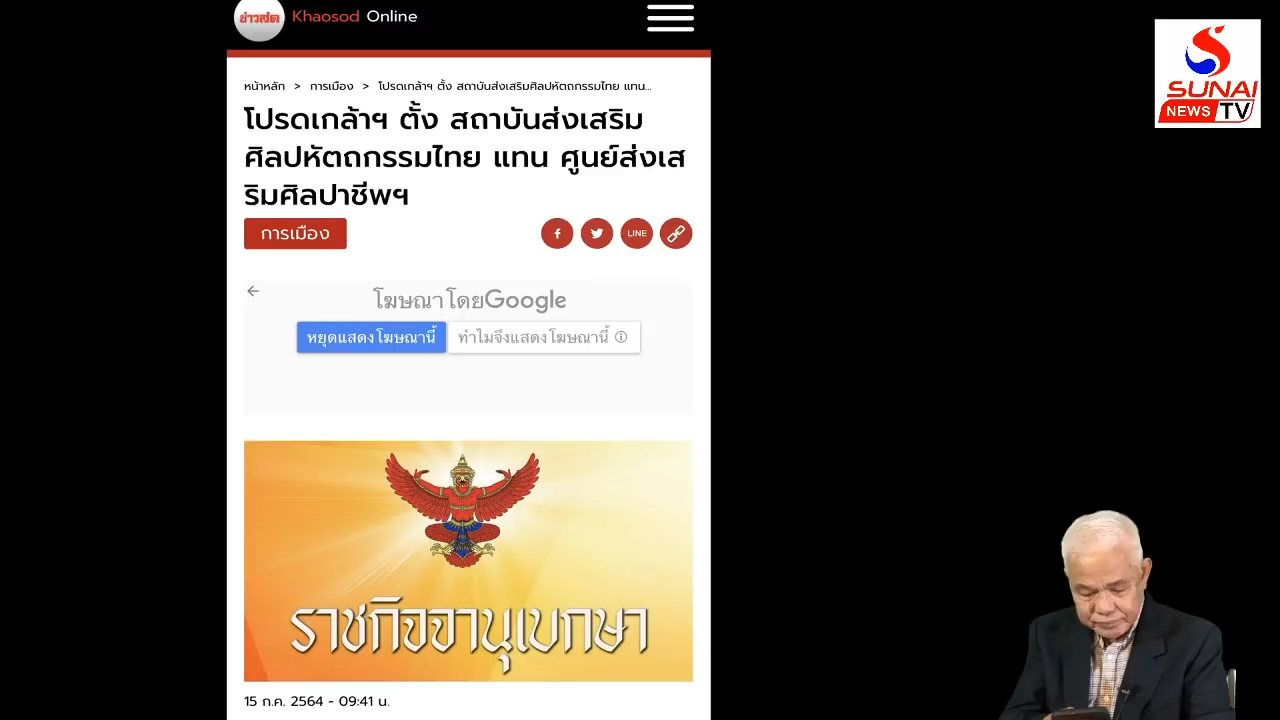 ข่าวสด Khaosod Online
SUNAI
NEWS TV
หน้าหลัก > การเมือง > โปรดเกล้าฯ ตั้ง สถาบันส่งเสริมศิลปหัตถกรรมไทย แทน...
โปรดเกล้าฯ ตั้ง สถาบันส่งเสริม
ศิลปหัตถกรรมไทย แทน ศูนย์ส่งเส
ริมศิลปาชีพฯ
การเมือง
LINE
โฆษณาโดยGoogle
หยุดแสดงโฆษณานี้ ทำไมจึงแสดงโฆษณานี้
ราชกิจจานุเบกษา
15 ก.ค. 2564 - 09:41 น.